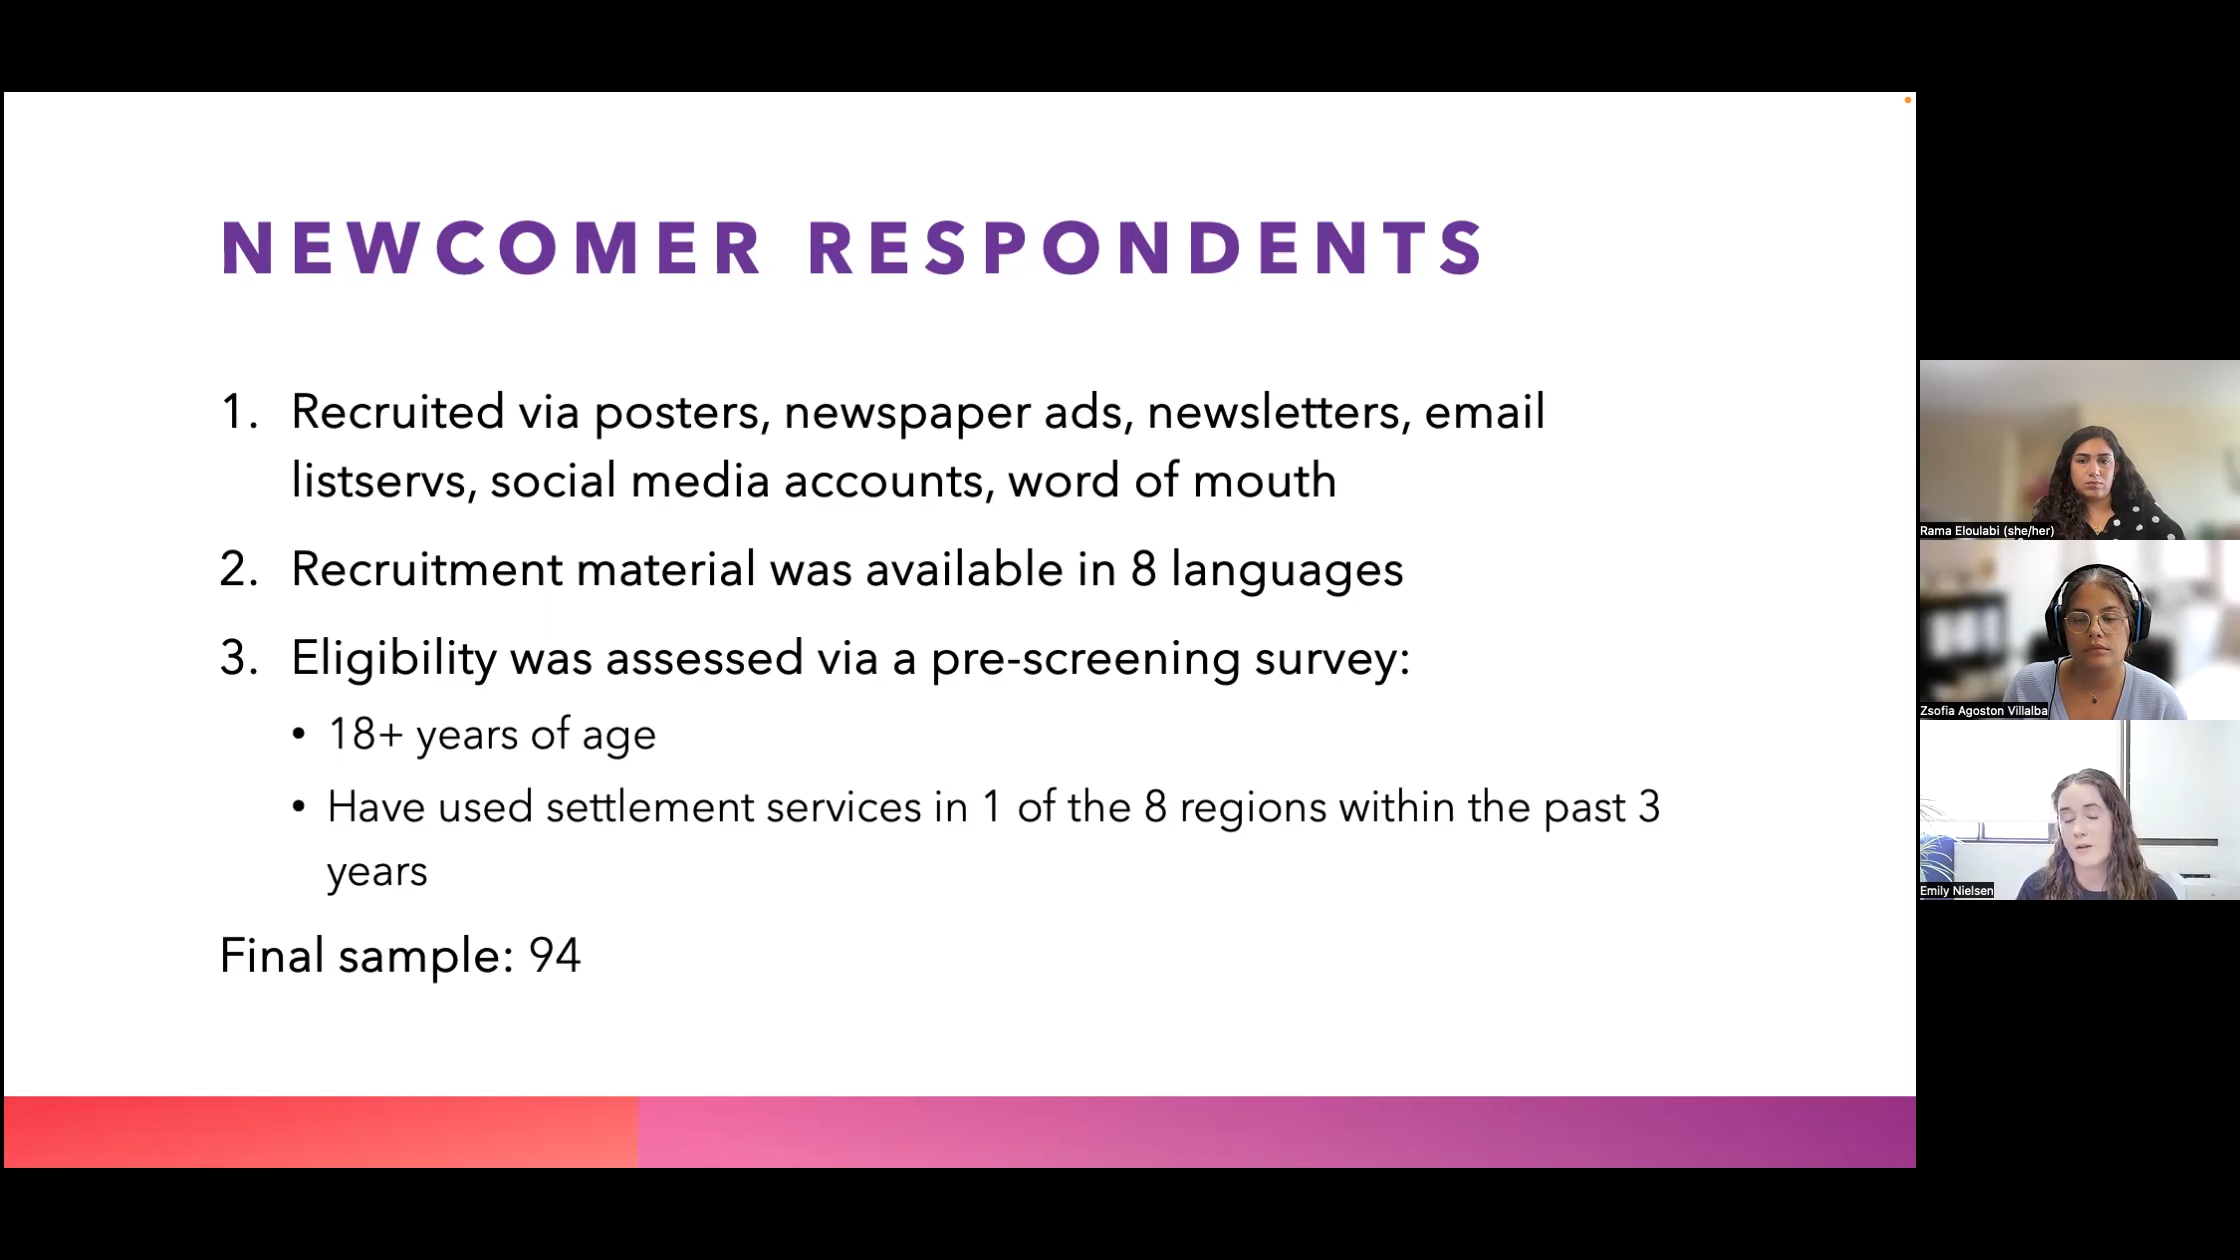 NEWCOMER RESPONDENTS
1. Recruited via posters, newspaper ads, newsletters, email
listservs, social media accounts, word of mouth
2. Recruitment material was available in 8 languages
3. Eligibility was assessed via a pre-screening survey:
• 18+ years of age
• Have used settlement services in 1 of the 8 regions within the past 3
years
Final sample: 94
Rama Eloulabi (she/her)
Zsofia Agoston Villalba
Emily Nielsen